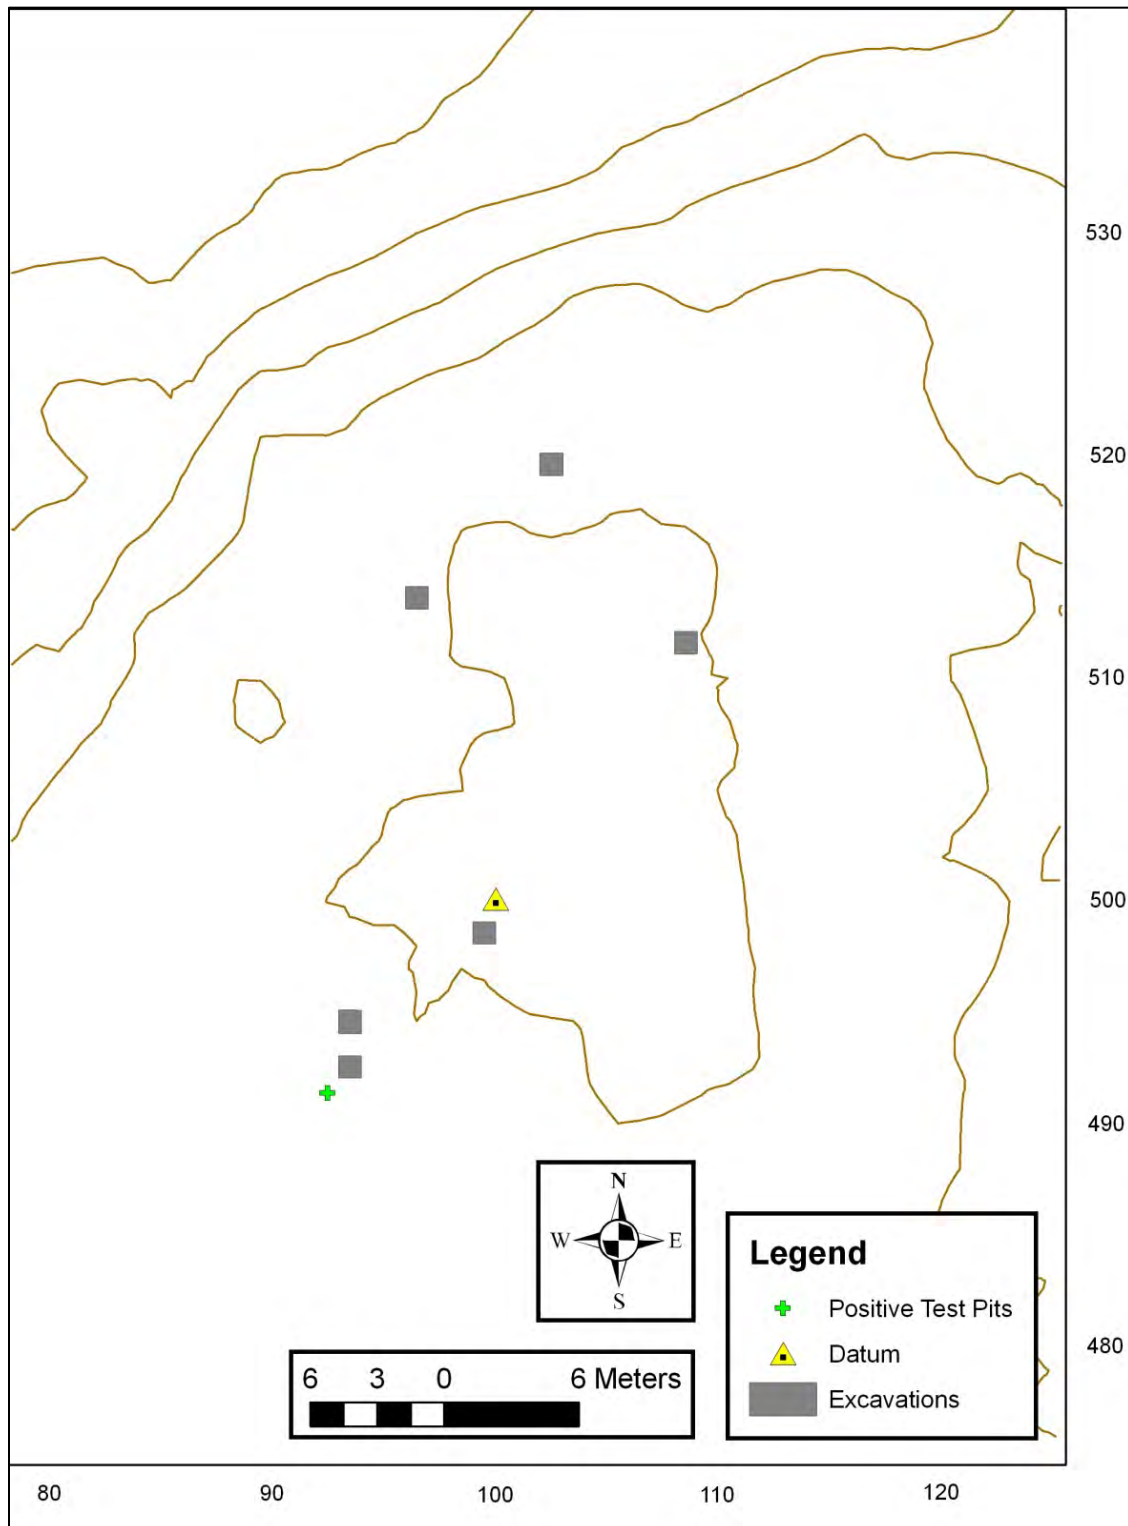 530
520
510
500
490
N
W E
S
Legend
Positive Test Pits
Datum
Excavations
480
6 3 0 6 Meters
80 90 100 110 120